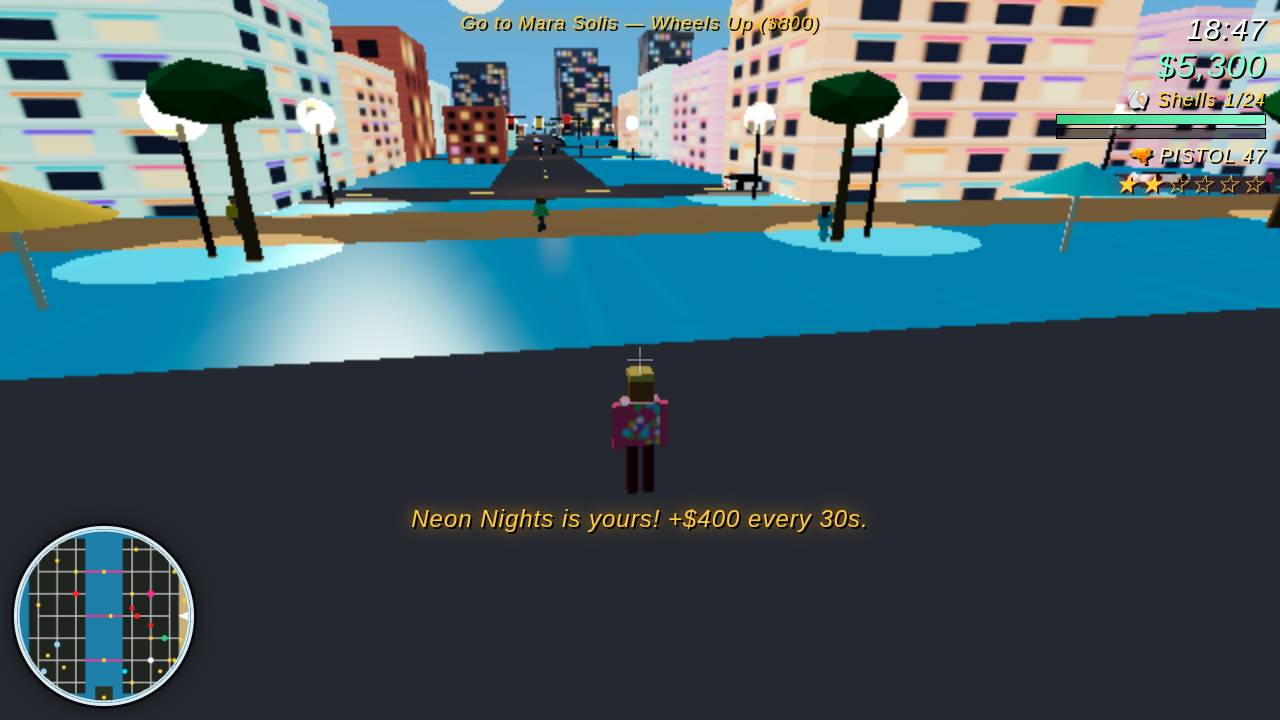 Go to Mara Solis — Wheels Up ($800)
18:47
$5,300
Shells 1/24
PISTOL 47
Neon Nights is yours! +$400 every 30s.